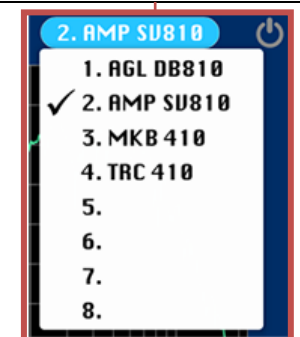 2. AMP SV810
1. AGL DB810
2. AMP SV810
3. MKB 410
4. TRC 410
5.
6.
7.
8.